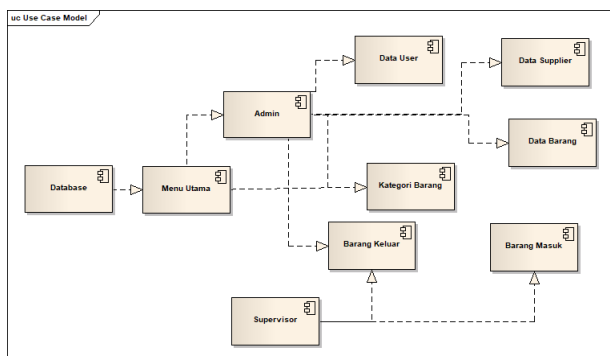 uc Use Case Model
Data User
Data Supplier
Admin
Data Barang
Database
Menu Utama
Kategori Barang
Barang Keluar
Barang Masuk
Supervisor